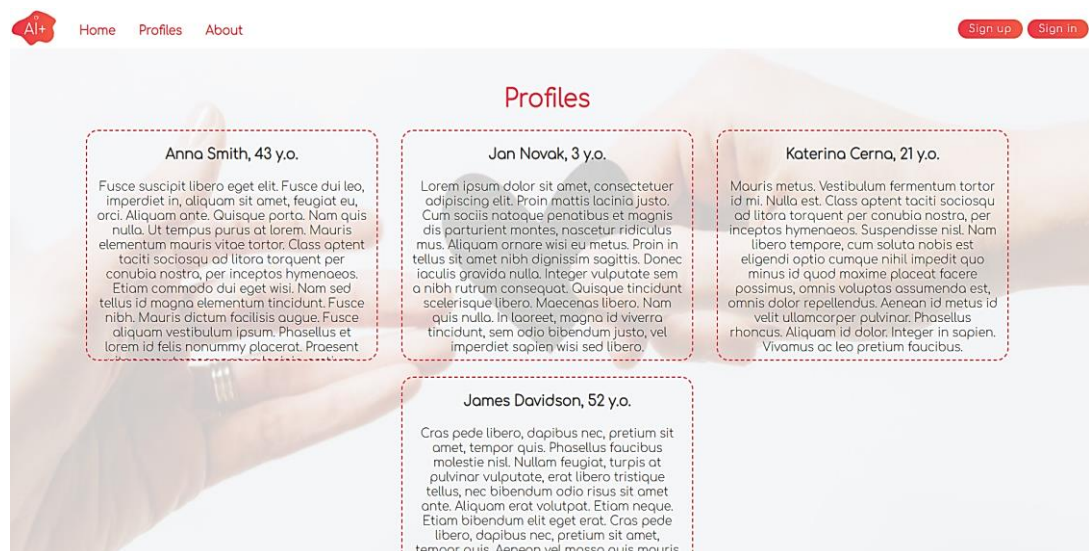 AI+
Home
Profiles
About
Sign up
Sign in
Profiles
Anna Smith, 43 y.o.
Fusce suscipit libero eget elit. Fusce dui leo,
imperdiet in, aliquam sit amet, feugiat eu,
orci. Aliquam ante. Quisque porta. Nam quis
nulla. Ut tempus purus at lorem. Mauris
elementum mauris vitae tortor. Class aptent
taciti sociosqu ad litora torquent per
conubia nostra, per inceptos hymenaeos.
Etiam commodo dui eget wisi. Nam sed
tellus id magna elementum tincidunt. Fusce
nibh. Mauris dictum facilisis augue. Fusce
aliquam vestibulum ipsum. Phasellus et
lorem id felis nonummy placerat. Praesent
Jan Novak, 3 y.o.
Lorem ipsum dolor sit amet, consectetuer
adipiscing elit. Proin mattis lacinia justo.
Cum sociis natoque penatibus et magnis
dis parturient montes, nascetur ridiculus
mus. Aliquam ornare wisi eu metus. Proin in
tellus sit amet nibh dignissim sagittis. Donec
iaculis gravida nulla. Integer vulputate sem
a nibh rutrum consequat. Quisque tincidunt
scelerisque libero. Maecenas libero. Nam
quis nulla. In laoreet, magna id viverra
tincidunt, sem odio bibendum justo, vel
imperdiet sapien wisi sed libero.
Katerina Cerna, 21 y.o.
Mauris metus. Vestibulum fermentum tortor
id mi. Nulla est. Class aptent taciti sociosqu
ad litora torquent per conubia nostra, per
inceptos hymenaeos. Suspendisse nisl. Nam
libero tempore, cum soluta nobis est
eligendi optio cumque nihil impedit quo
minus id quod maxime placeat facere
possimus, omnis voluptas assumenda est,
omnis dolor repellendus. Aenean id metus id
velit ullamcorper pulvinar. Phasellus
rhoncus. Aliquam id dolor. Integer in sapien.
Vivamus ac leo pretium faucibus.
James Davidson, 52 y.o.
Cras pede libero, dapibus nec, pretium sit
amet, tempor quis. Phasellus faucibus
molestie nisl. Nullam feugiat, turpis at
pulvinar vulputate, erat libero tristique
tellus, nec bibendum odio risus sit amet
ante. Aliquam erat volutpat. Etiam neque.
Etiam bibendum elit eget erat. Cras pede
libero, dapibus nec, pretium sit amet,
tempor quis. Aenean vel massa quis mauris